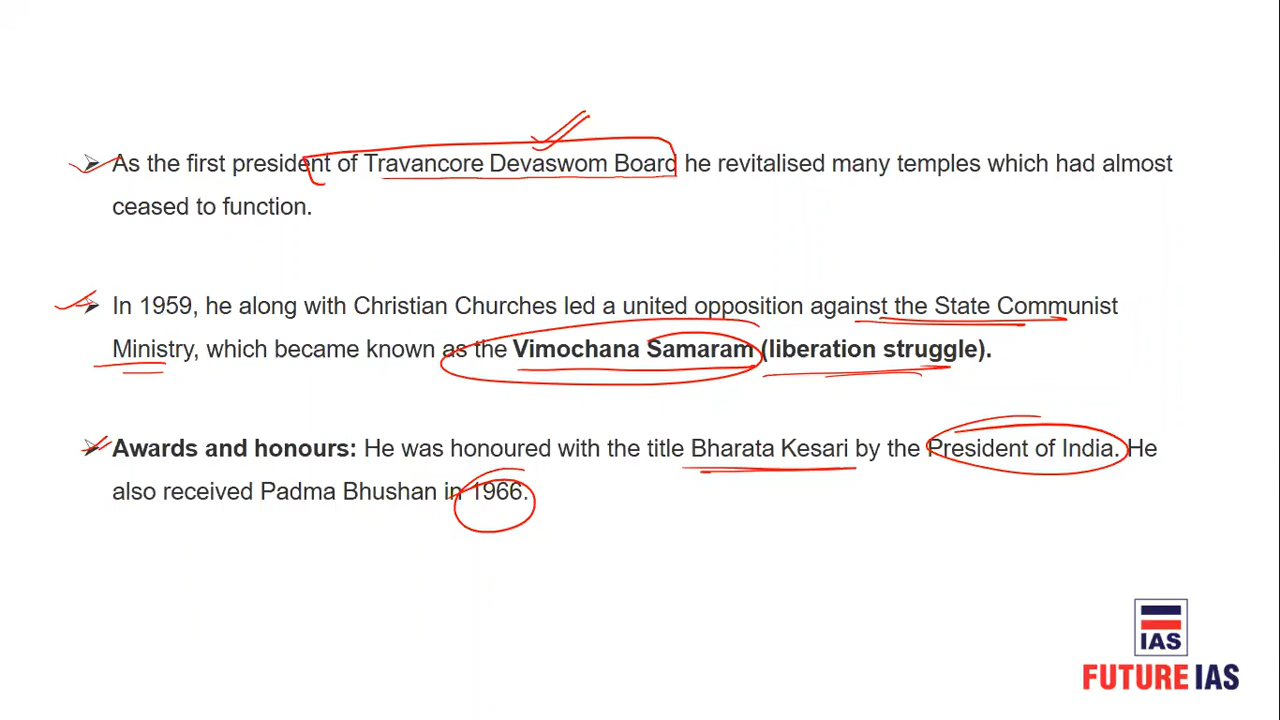 As the first president of Travancore Devaswom Board he revitalised many temples which had almost
ceased to function.
In 1959, he along with Christian Churches led a united opposition against the State Communist
Ministry, which became known as the Vimochana Samaram (liberation struggle).
Awards and honours: He was honoured with the title Bharata Kesari by the President of India. He
also received Padma Bhushan in 1966.
IAS
FUTURE IAS